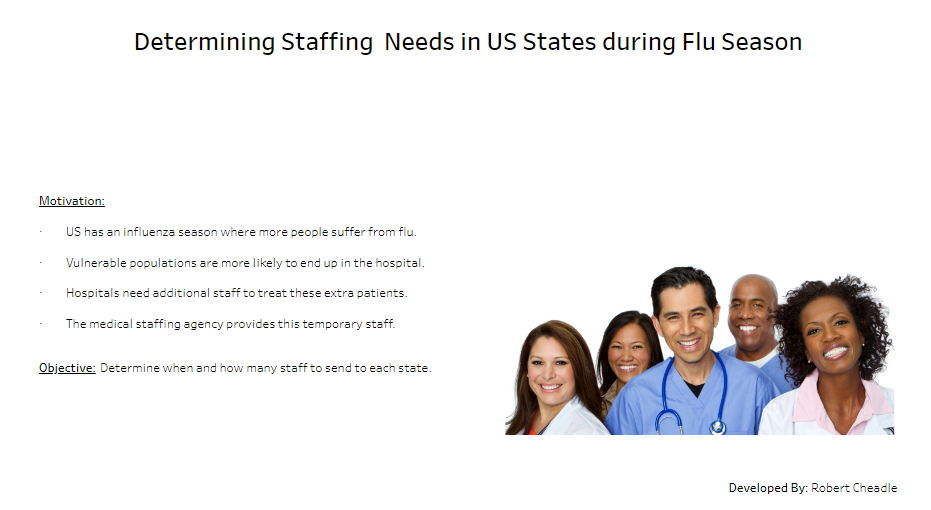 Determining Staffing  Needs in US States during Flu Season
Motivation:
· US has an influenza season where more people suffer from flu.
· Vulnerable populations are more likely to end up in the hospital.
· Hospitals need additional staff to treat these extra patients.
· The medical staffing agency provides this temporary staff.
Objective: Determine when and how many staff to send to each state.
Developed By: Robert Cheadle